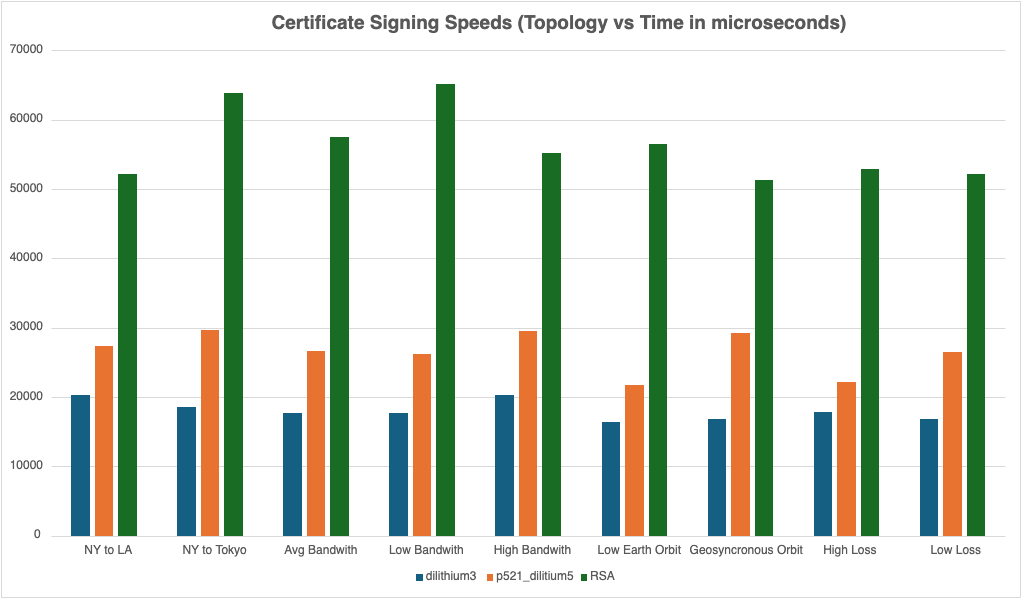 Certificate Signing Speeds (Topology vs Time in microseconds)
70000
60000
50000
40000
30000
20000
10000
0
NY to LA NY to Tokyo Avg Bandwith Low Bandwith High Bandwith Low Earth Orbit Geosyncronous Orbit High Loss Low Loss
dilithium3 p521_dilitium5 RSA